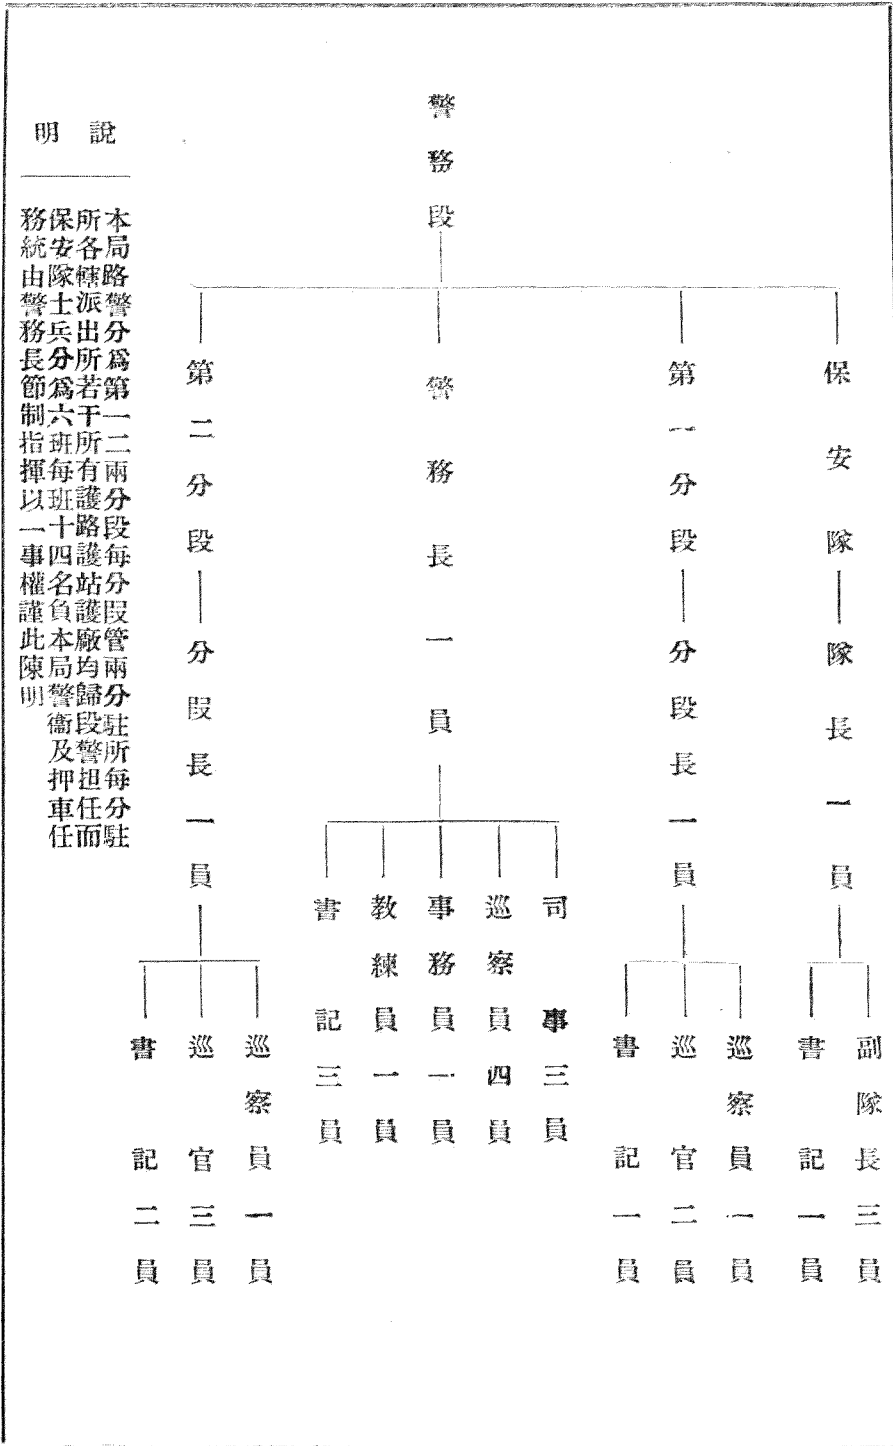 警務段
保安隊
隊長一員
副隊長三員
書記一員
第一分段
分段長一員
巡察員一員
巡官二員
書記一員
警務長一員
司事三員
巡察員四員
事務員一員
教練員一員
書記三員
第二分段
分段長一員
巡察員一員
巡官三員
書記二員
說明
本局路警分爲第一二兩分段每分段管兩分駐所每分駐
所各轄派出所若干所有護路護站護廠均歸段警担任而
保安隊士兵分爲六班每班十四名負本局警衞及押車任
務統由警務長節制指揮以一事權謹此陳明